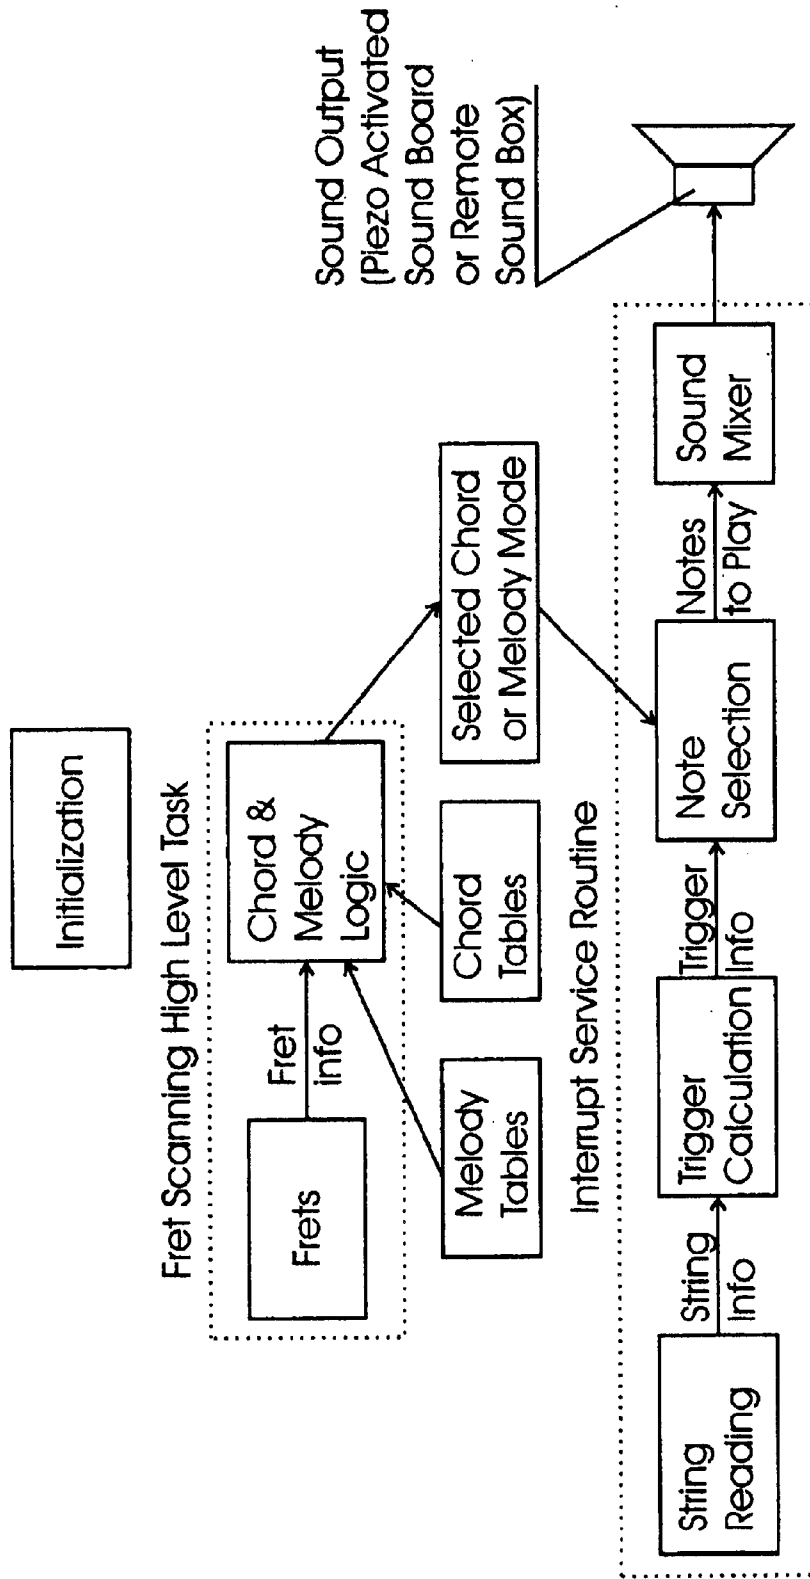 Initialization
Fret Scanning High Level Task
Frets
Fret
info
Chord &
Melody
Logic
Melody
Tables
Chord
Tables
Selected Chord
or Melody Mode
Sound Output
(Piezo Activated
Sound Board
or Remote
Sound Box)
Interrupt Service Routine
String
Reading
String
Info
Trigger
Calculation
Trigger
Info
Note
Selection
Notes
to Play
Sound
Mixer